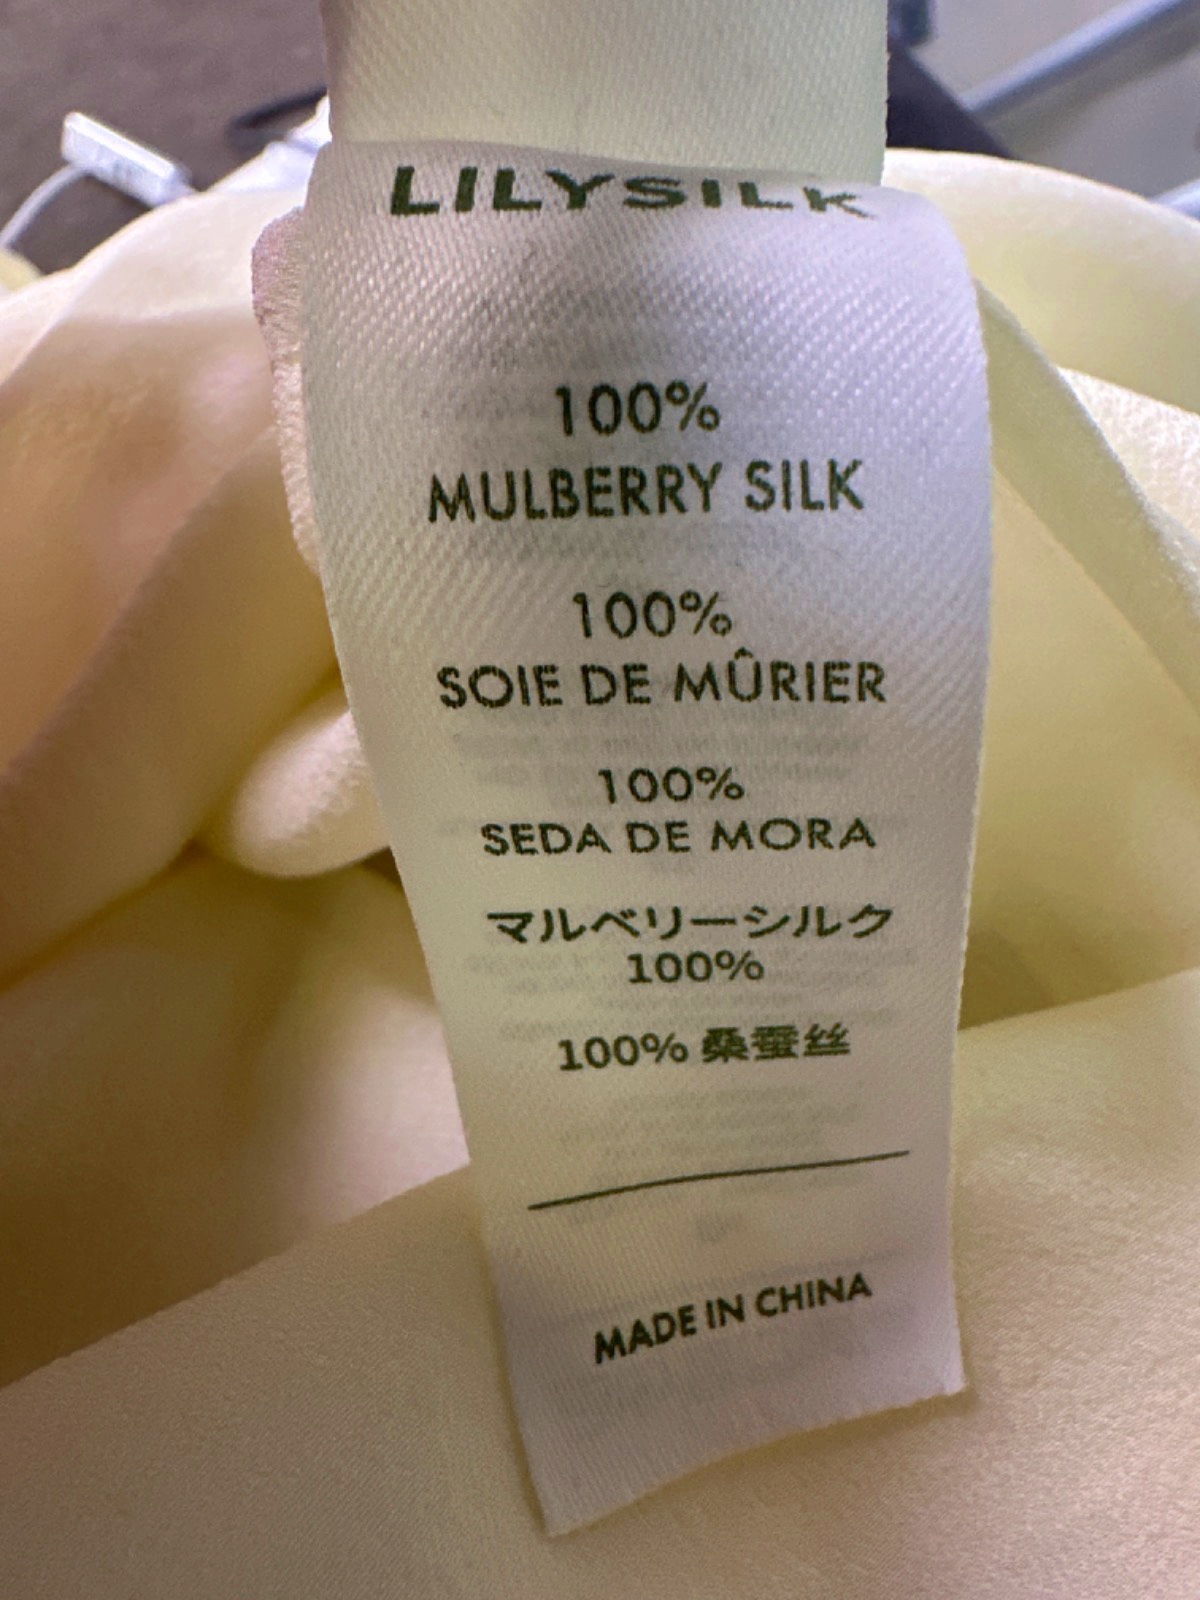 LILYSILK
100%
MULBERRY SILK
100%
SOIE DE MÛRIER
100%
SEDA DE MORA
マルベリーシルク
100%
100% 桑蚕丝
MADE IN CHINA